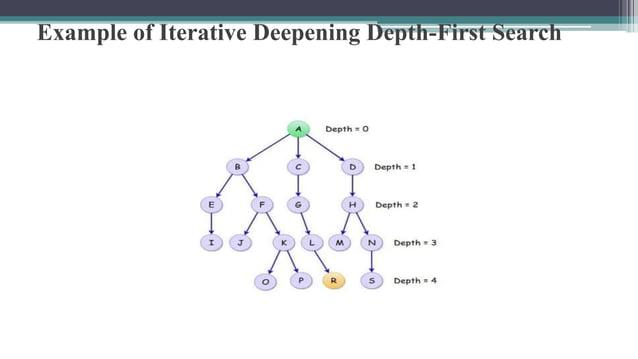 Example of Iterative Deepening Depth-First Search
A Depth = 0
B C D Depth = 1
E F G H Depth = 2
I J K L M N Depth = 3
O P R S Depth = 4